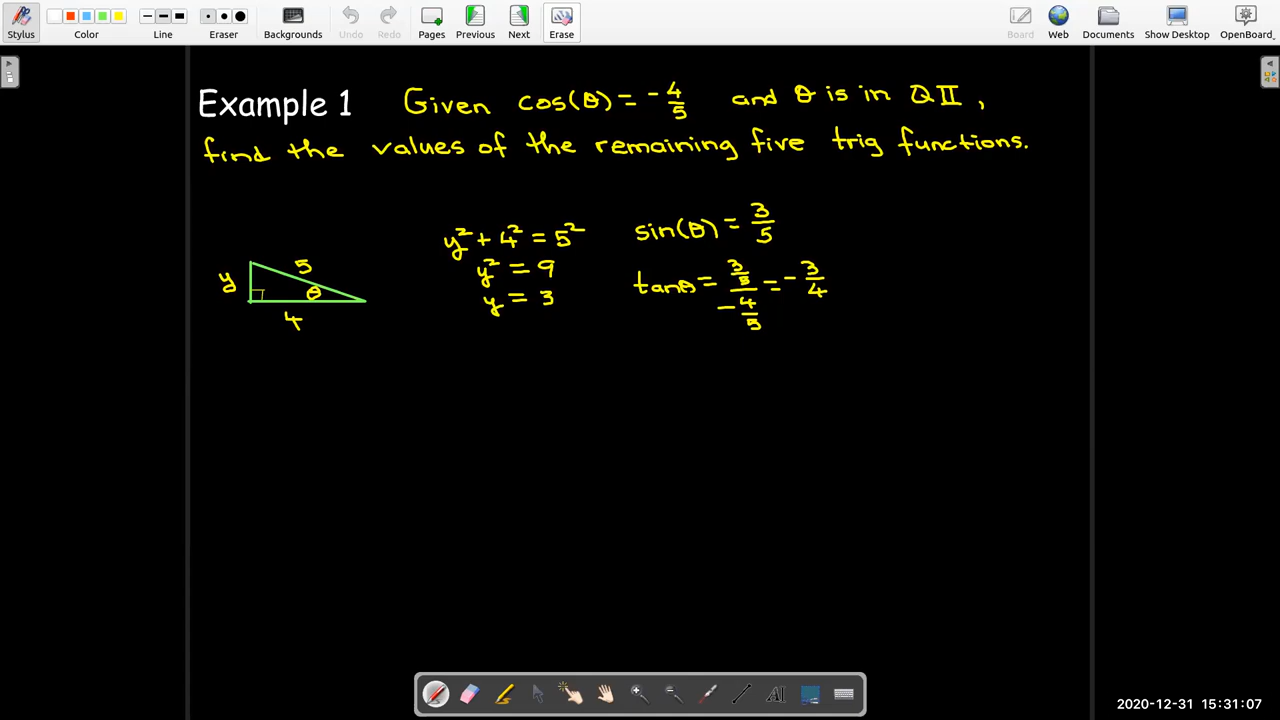 Stylus Color Line Eraser Backgrounds Undo Redo Pages Previous Next Erase Board Web Documents Show Desktop OpenBoard
Example 1 Given cos(θ) = -4/5 and θ is in QII,
find the values of the remaining five trig functions.
y² + 4² = 5²
y² = 9
y = 3
sin(θ) = 3/5
tanθ = (3/5)/(-4/5) = -3/4
y 5 θ
4
AI
2020-12-31 15:31:07